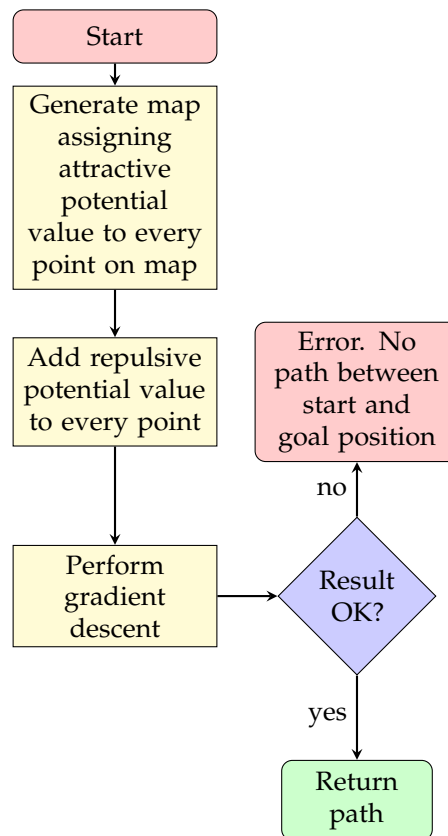 Start
Generate map
assigning
attractive
potential
value to every
point on map
Add repulsive
potential value
to every point
Error. No
path between
start and
goal position
no
Perform
gradient
descent
Result
OK?
yes
Return
path